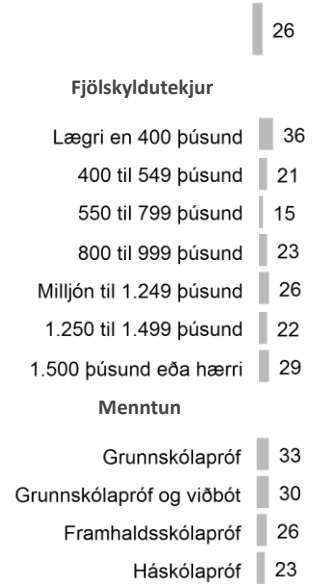 26
Fjölskyldutekjur
Lægri en 400 þúsund 36
400 til 549 þúsund 21
550 til 799 þúsund 15
800 til 999 þúsund 23
Milljón til 1.249 þúsund 26
1.250 til 1.499 þúsund 22
1.500 þúsund eða hærri 29
Menntun
Grunnskólapróf 33
Grunnskólapróf og viðbót 30
Framhaldsskólapróf 26
Háskólapróf 23